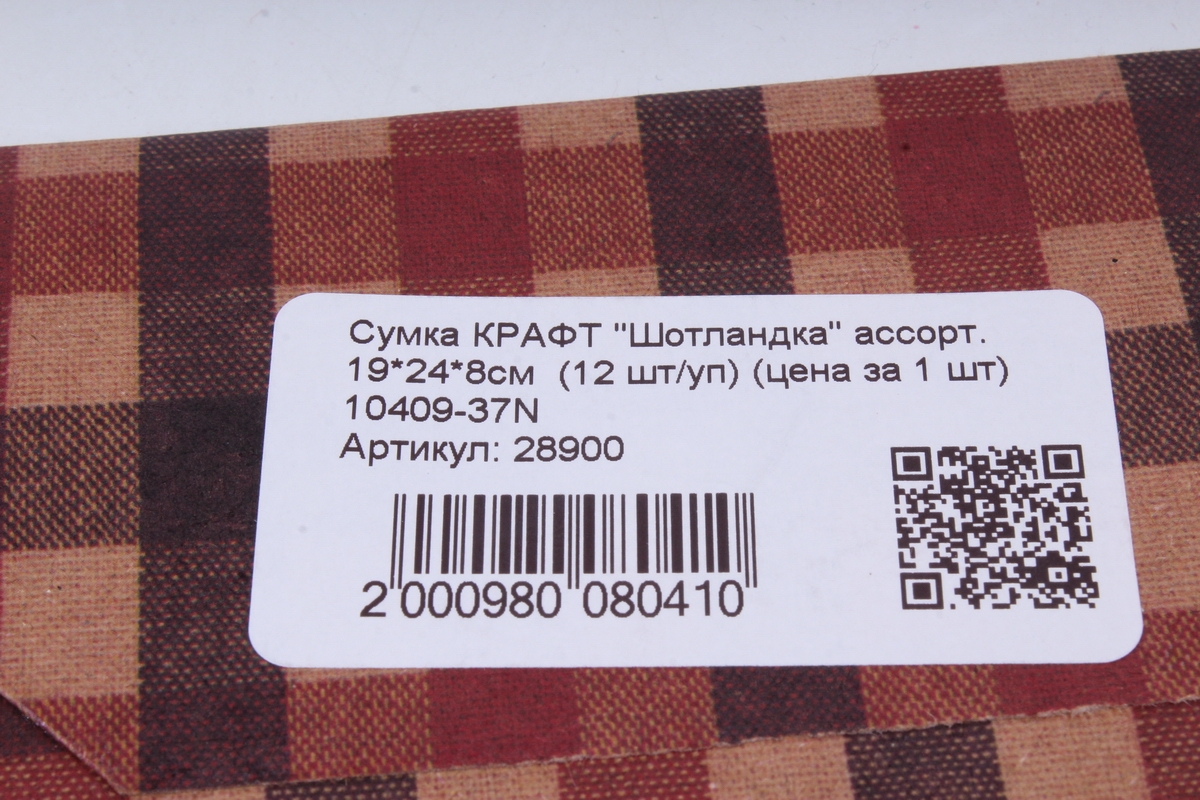 Сумка КРАФТ "Шотландка" ассорт.
19*24*8см (12 шт/уп) (цена за 1 шт)
10409-37N
Артикул: 28900
2 000980 080410